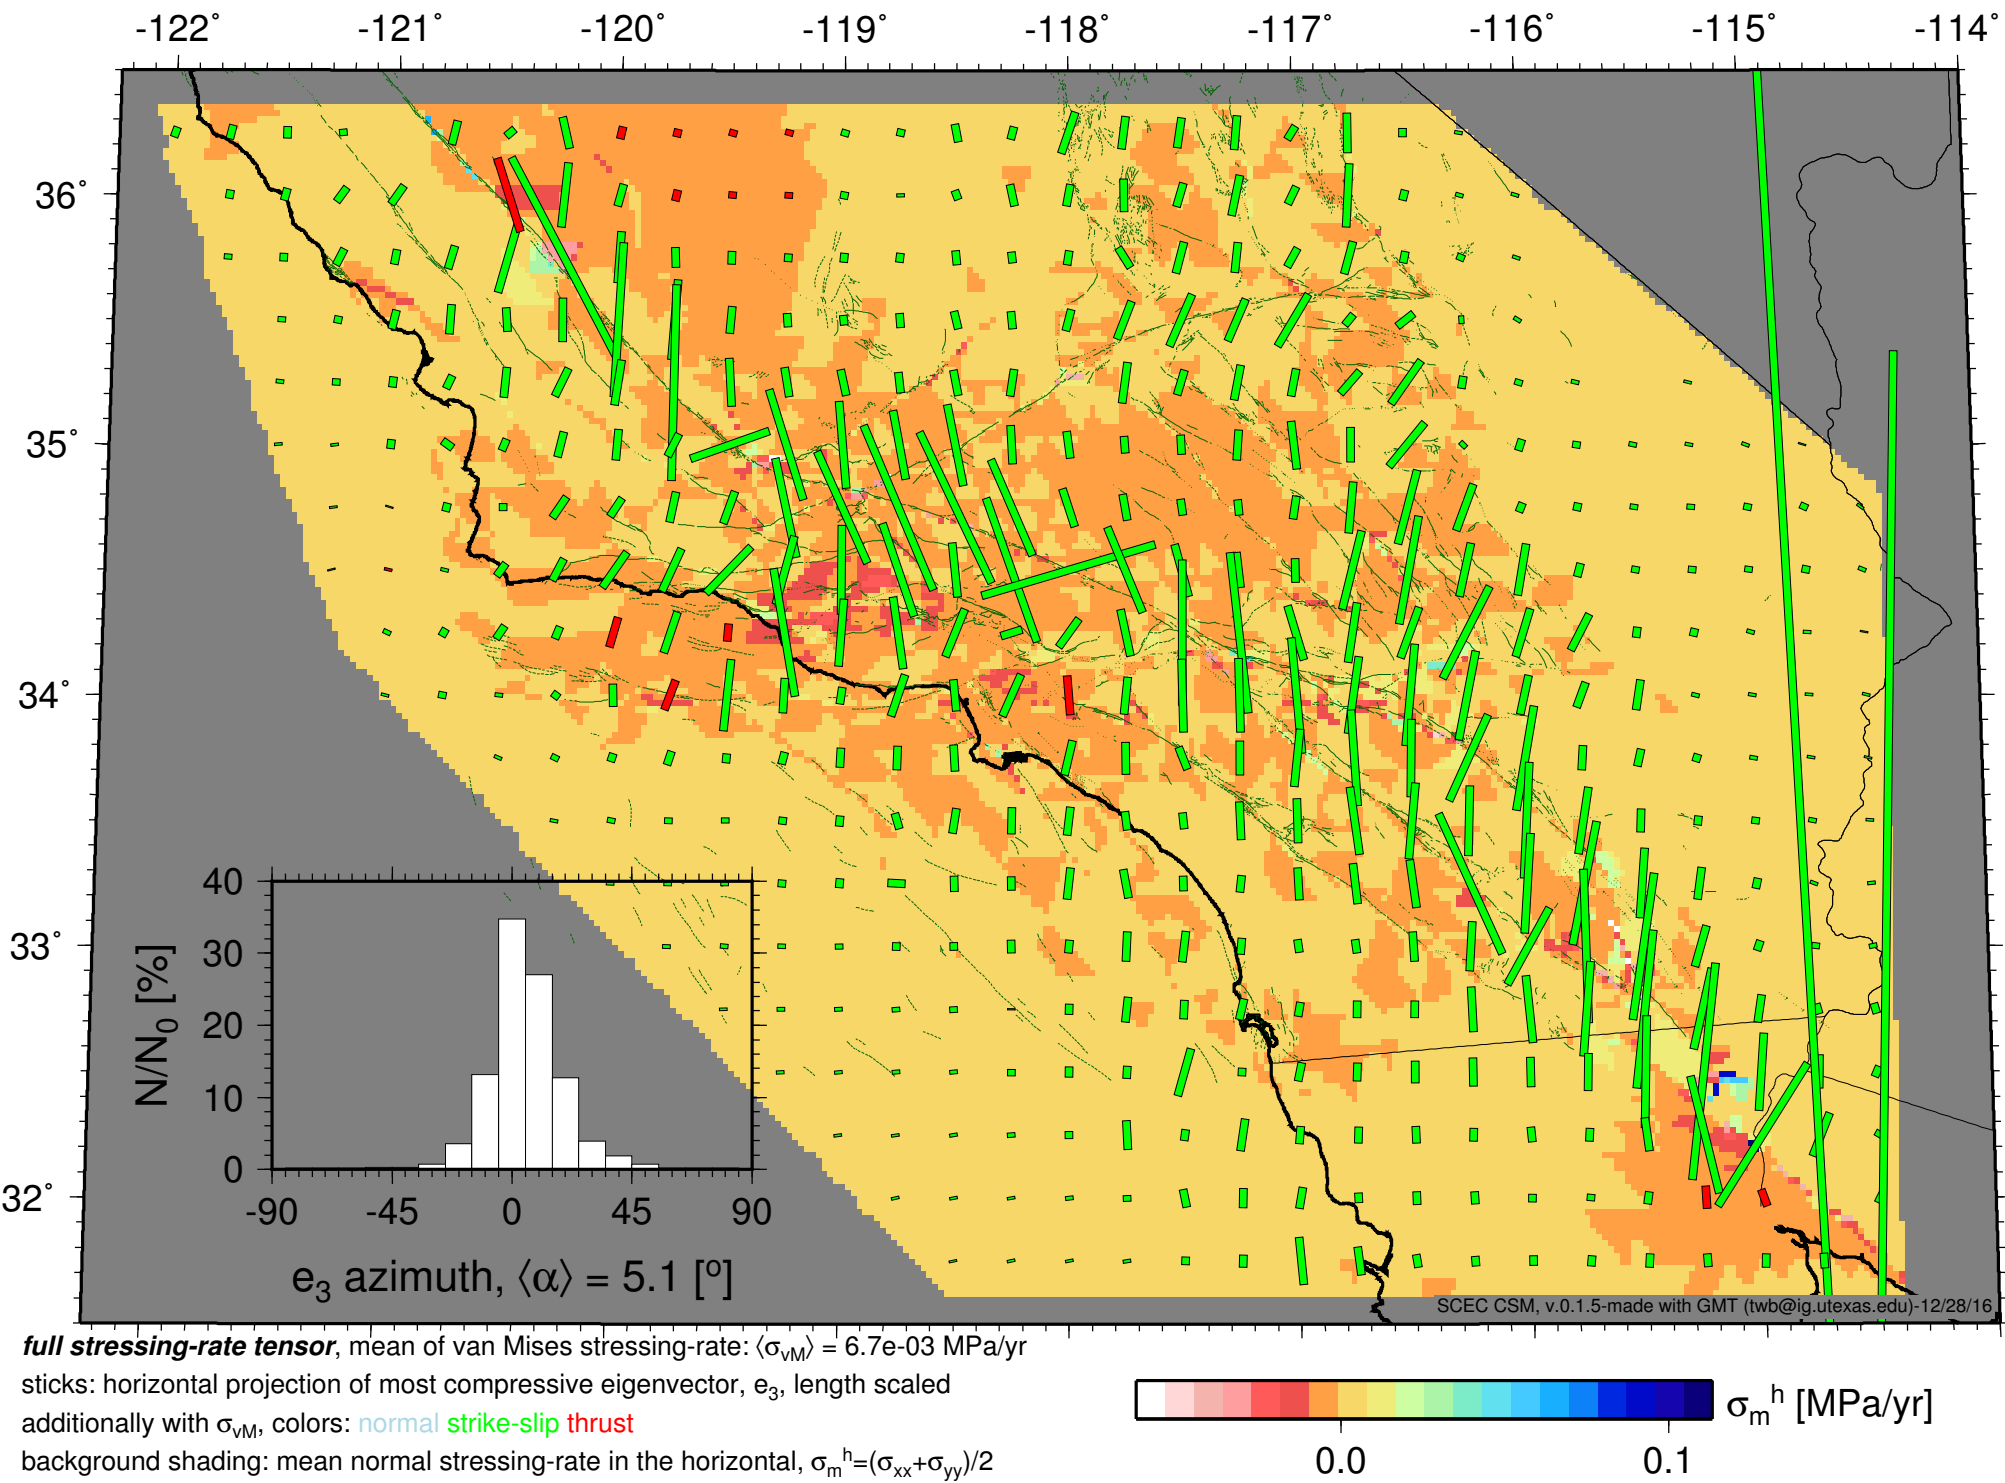 -122° -121° -120° -119° -118° -117° -116° -115° -114°
36°
35°
34°
33°
32°
40
30
20
10
0
N/N0 [%]
-90 -45 0 45 90
e3 azimuth, ⟨α⟩ = 5.1 [º]
SCEC CSM, v.0.1.5-made with GMT (twb@ig.utexas.edu)-12/28/16
full stressing-rate tensor, mean of van Mises stressing-rate: ⟨σvM⟩ = 6.7e-03 MPa/yr
sticks: horizontal projection of most compressive eigenvector, e3, length scaled
additionally with σvM, colors: normal strike-slip thrust
background shading: mean normal stressing-rate in the horizontal, σm^h=(σxx+σyy)/2
σm^h [MPa/yr]
0.0 0.1